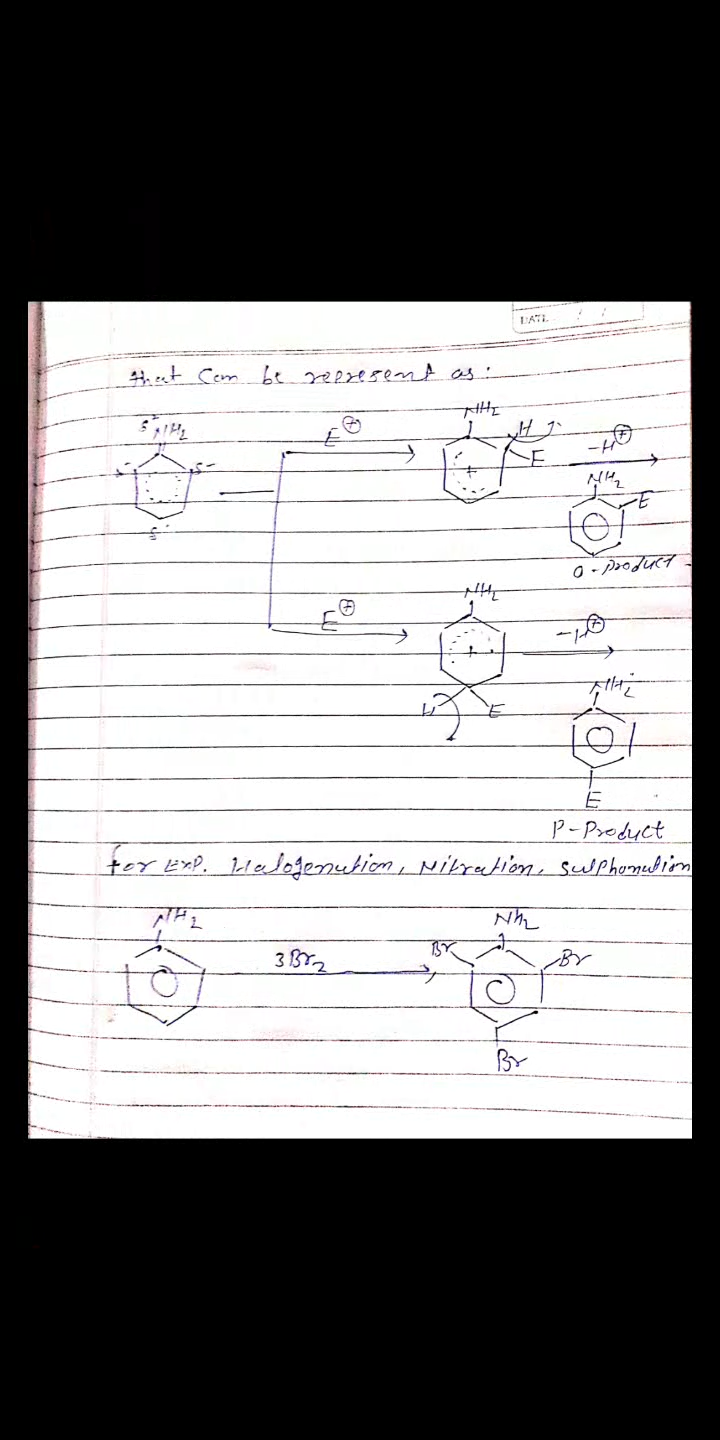 DATE / /
that can be represent as:
δ+
NH₂
δ-
δ-
δ-
E⊕
NH₂
H
E
+
-H⊕
NH₂
E
o-product
E⊕
NH₂
+
H
E
-H⊕
NH₂
E
P-Product
for Exp. Halogenation, Nitration, Sulphonation
NH₂
3Br₂
Nh₂
Br
Br
Br